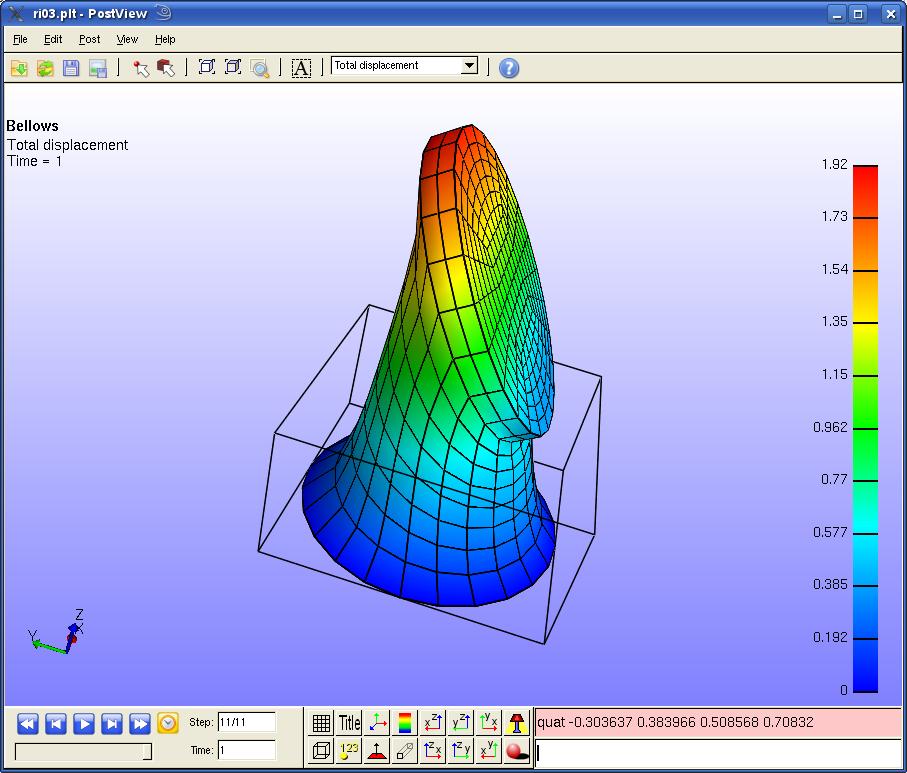 ri03.plt - PostView
File Edit Post View Help
A Total displacement ?
Bellows
Total displacement
Time = 1
1.92
1.73
1.54
1.35
1.15
0.962
0.77
0.577
0.385
0.192
0
Z
Y X
Step: 11/11
Title x z y z y x
quat -0.303637 0.383966 0.508568 0.70832
Time: 1
123 z x z y x y